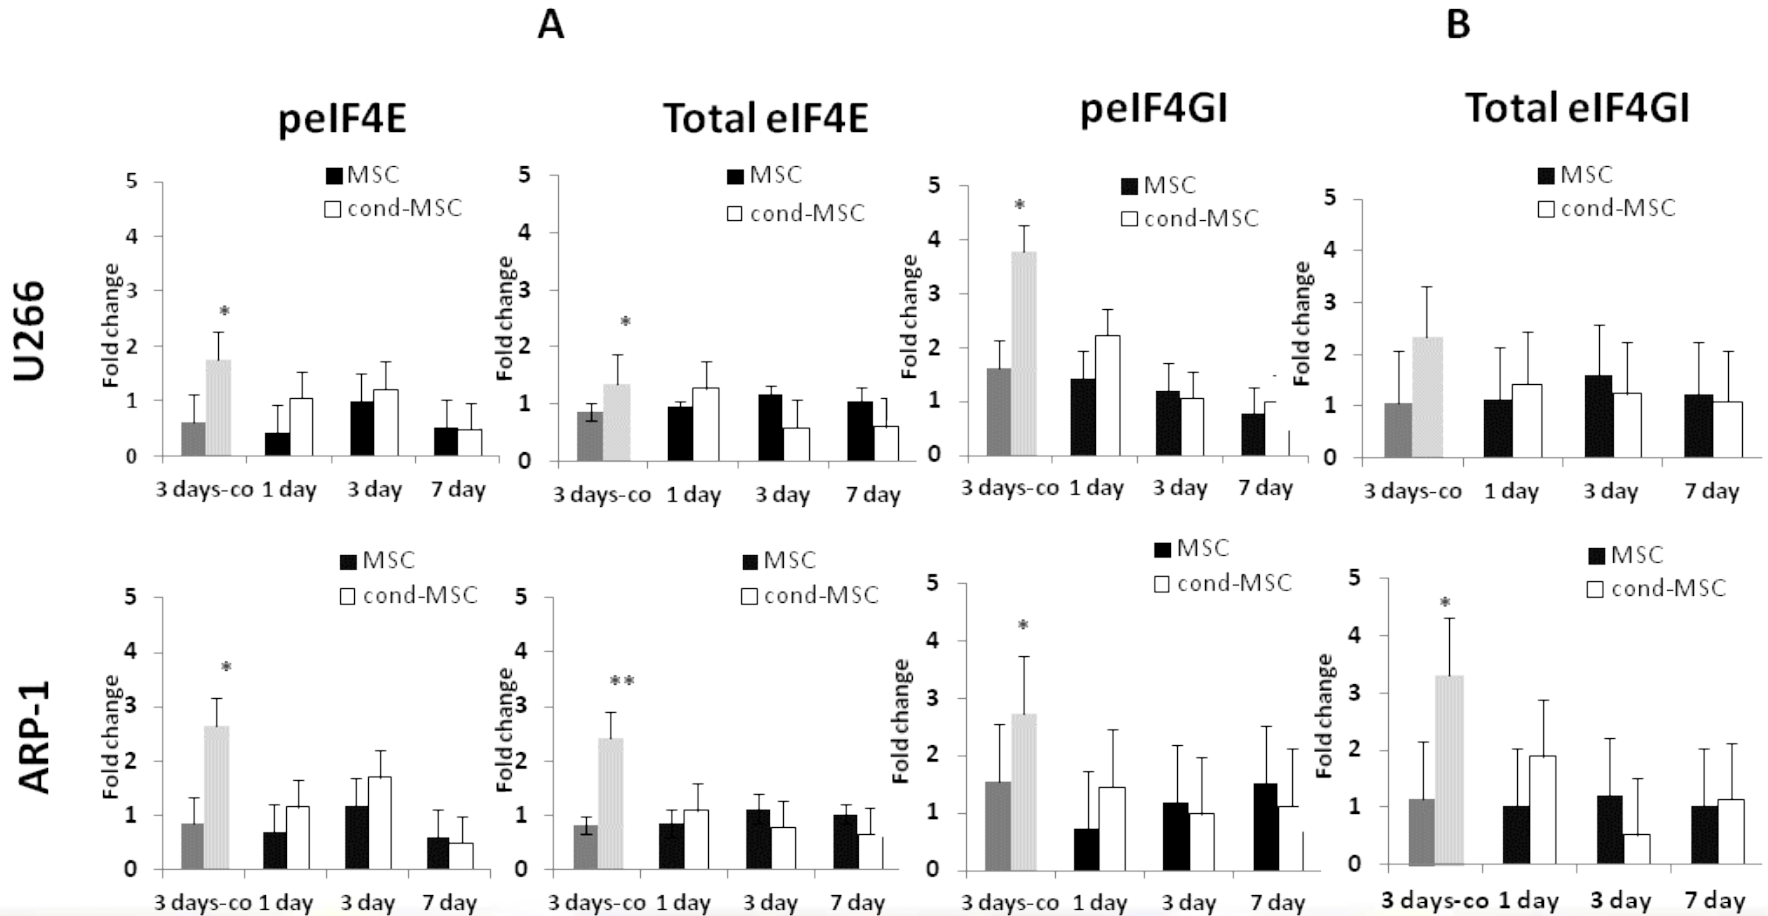 A
B
peIF4E
Total eIF4E
peIF4GI
Total eIF4GI
U266
Fold change
5
4
3
2
1
0
MSC
cond-MSC
*
3 days-co 1 day 3 day 7 day
Fold change
5
4
3
2
1
0
MSC
cond-MSC
*
3 days-co 1 day 3 day 7 day
Fold change
5
4
3
2
1
0
MSC
cond-MSC
*
3 days-co 1 day 3 day 7 day
Fold change
5
4
3
2
1
0
MSC
cond-MSC
3 days-co 1 day 3 day 7 day
ARP-1
Fold change
5
4
3
2
1
0
MSC
cond-MSC
*
3 days-co 1 day 3 day 7 day
Fold change
5
4
3
2
1
0
MSC
cond-MSC
**
3 days-co 1 day 3 day 7 day
Fold change
5
4
3
2
1
0
MSC
cond-MSC
*
3 days-co 1 day 3 day 7 day
Fold change
5
4
3
2
1
0
MSC
cond-MSC
*
3 days-co 1 day 3 day 7 day